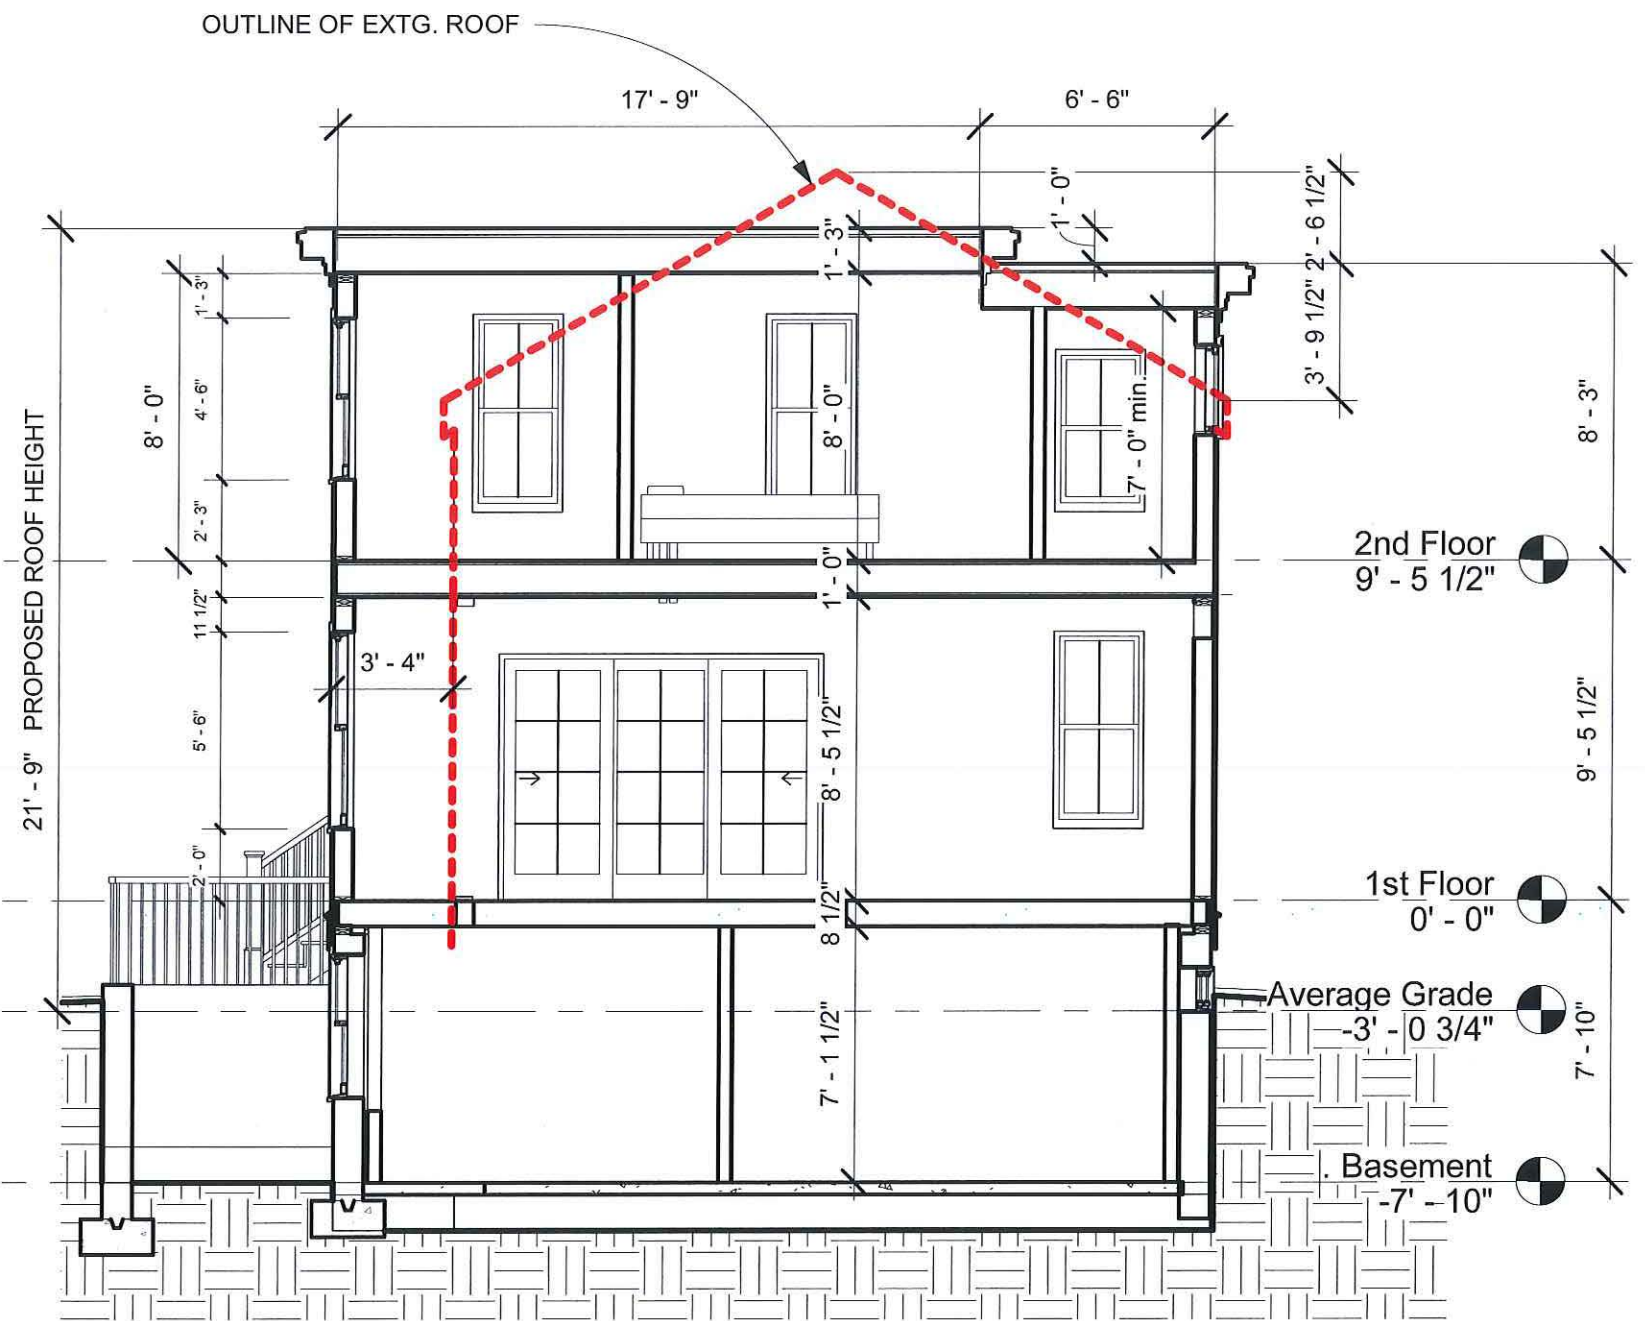 OUTLINE OF EXTG. ROOF
17' - 9"
6' - 6"
1' - 0"
2' - 6 1/2"
3' - 9 1/2"
1' - 3"
1' - 3"
8' - 0"
4' - 6"
2' - 3"
8' - 0"
7' - 0" min.
8' - 3"
2nd Floor
9' - 5 1/2"
1' - 0"
11 1/2"
3' - 4"
21' - 9" PROPOSED ROOF HEIGHT
5' - 6"
8' - 5 1/2"
9' - 5 1/2"
2' - 0"
8 1/2"
1st Floor
0' - 0"
Average Grade
-3' - 0 3/4"
7' - 1 1/2"
7' - 10"
. Basement
-7' - 10"